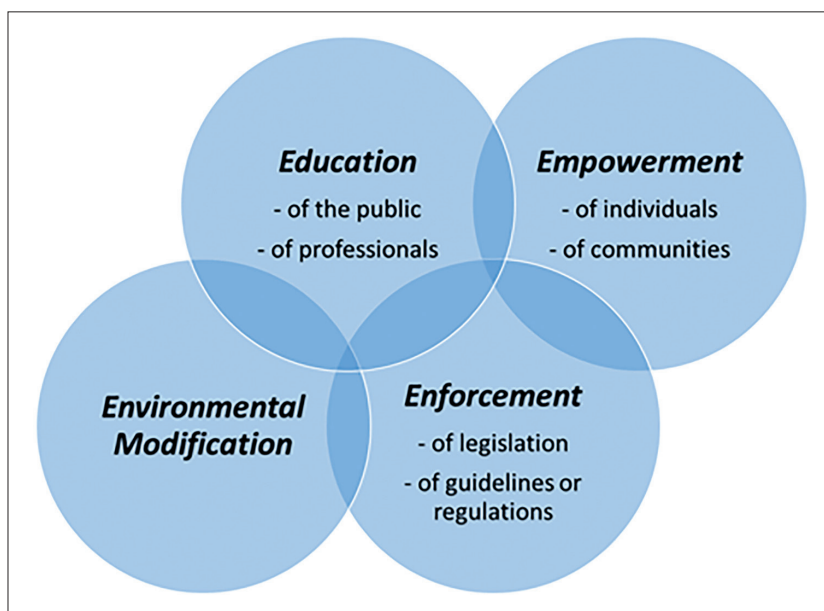 Education
- of the public
- of professionals
Empowerment
- of individuals
- of communities
Environmental
Modification
Enforcement
- of legislation
- of guidelines or
regulations